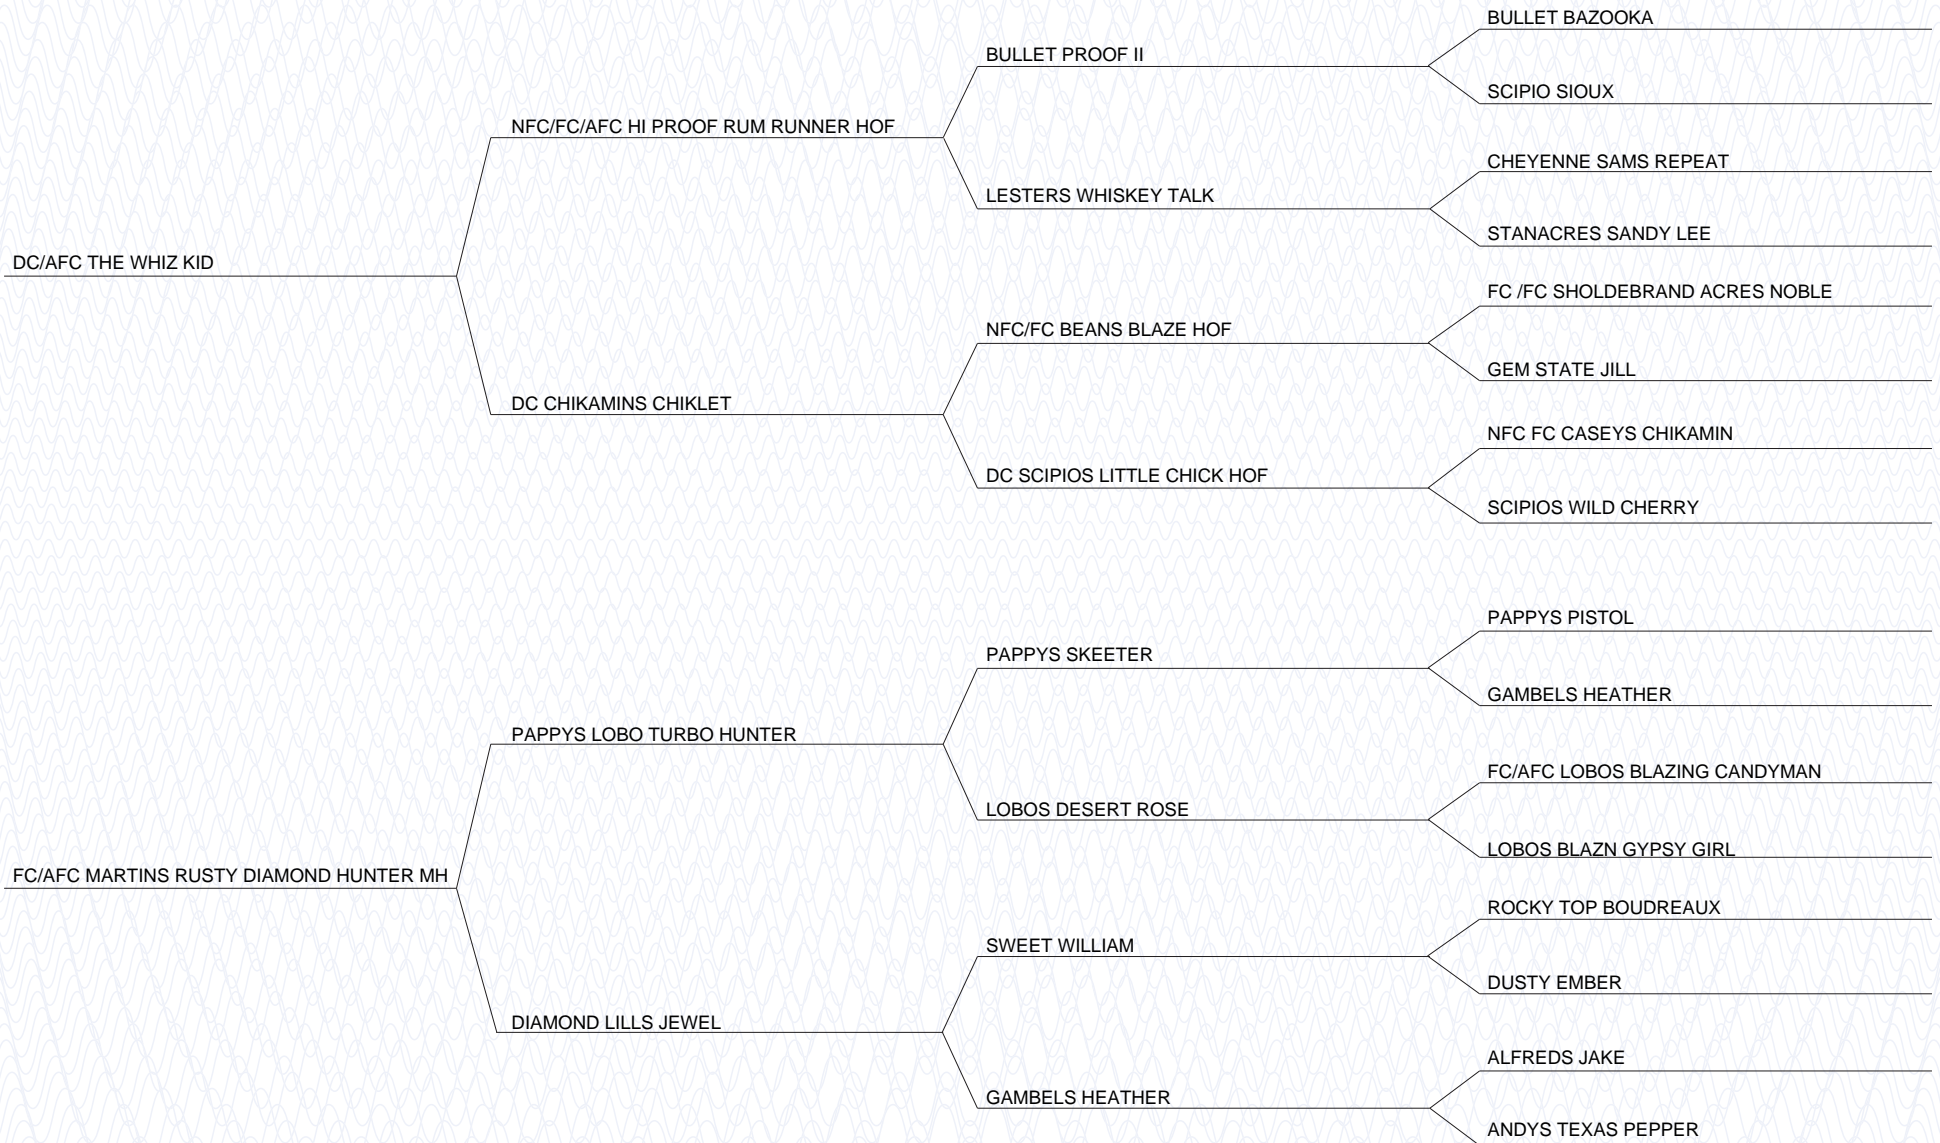 BULLET BAZOOKA
BULLET PROOF II
SCIPIO SIOUX
NFC/FC/AFC HI PROOF RUM RUNNER HOF
CHEYENNE SAMS REPEAT
LESTERS WHISKEY TALK
STANACRES SANDY LEE
DC/AFC THE WHIZ KID
FC /FC SHOLDEBRAND ACRES NOBLE
NFC/FC BEANS BLAZE HOF
GEM STATE JILL
DC CHIKAMINS CHIKLET
NFC FC CASEYS CHIKAMIN
DC SCIPIOS LITTLE CHICK HOF
SCIPIOS WILD CHERRY
PAPPYS PISTOL
PAPPYS SKEETER
GAMBELS HEATHER
PAPPYS LOBO TURBO HUNTER
FC/AFC LOBOS BLAZING CANDYMAN
LOBOS DESERT ROSE
LOBOS BLAZN GYPSY GIRL
FC/AFC MARTINS RUSTY DIAMOND HUNTER MH
ROCKY TOP BOUDREAUX
SWEET WILLIAM
DUSTY EMBER
DIAMOND LILLS JEWEL
ALFREDS JAKE
GAMBELS HEATHER
ANDYS TEXAS PEPPER